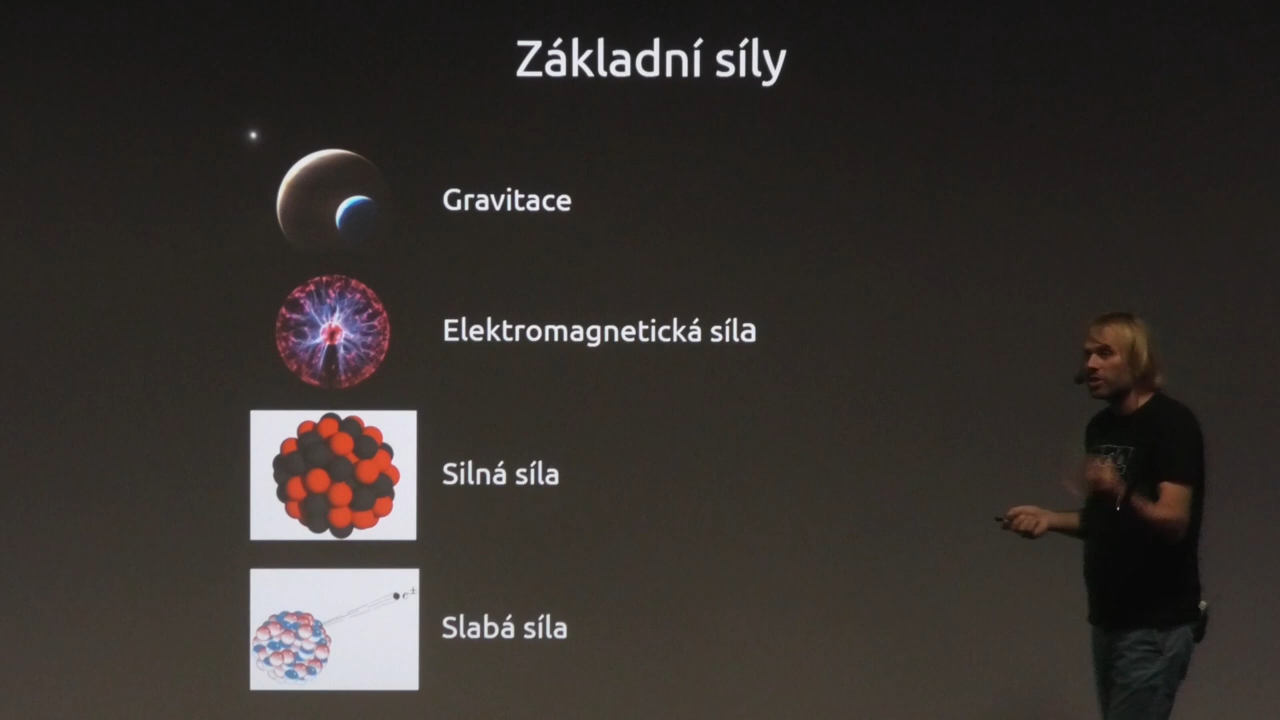 Základní síly
Gravitace
Elektromagnetická síla
Silná síla
e±
Slabá síla